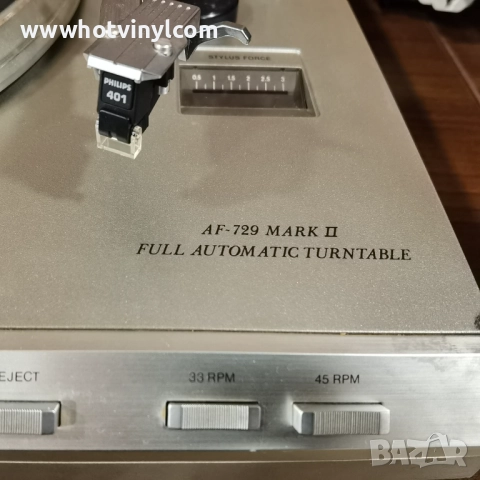 www.hotvinyl.com
PHILIPS
401
STYLUS FORCE
0.5 1 1.5 2 2.5 3
AF-729 MARK II
FULL AUTOMATIC TURNTABLE
EJECT 33 RPM 45 RPM
BAZAR